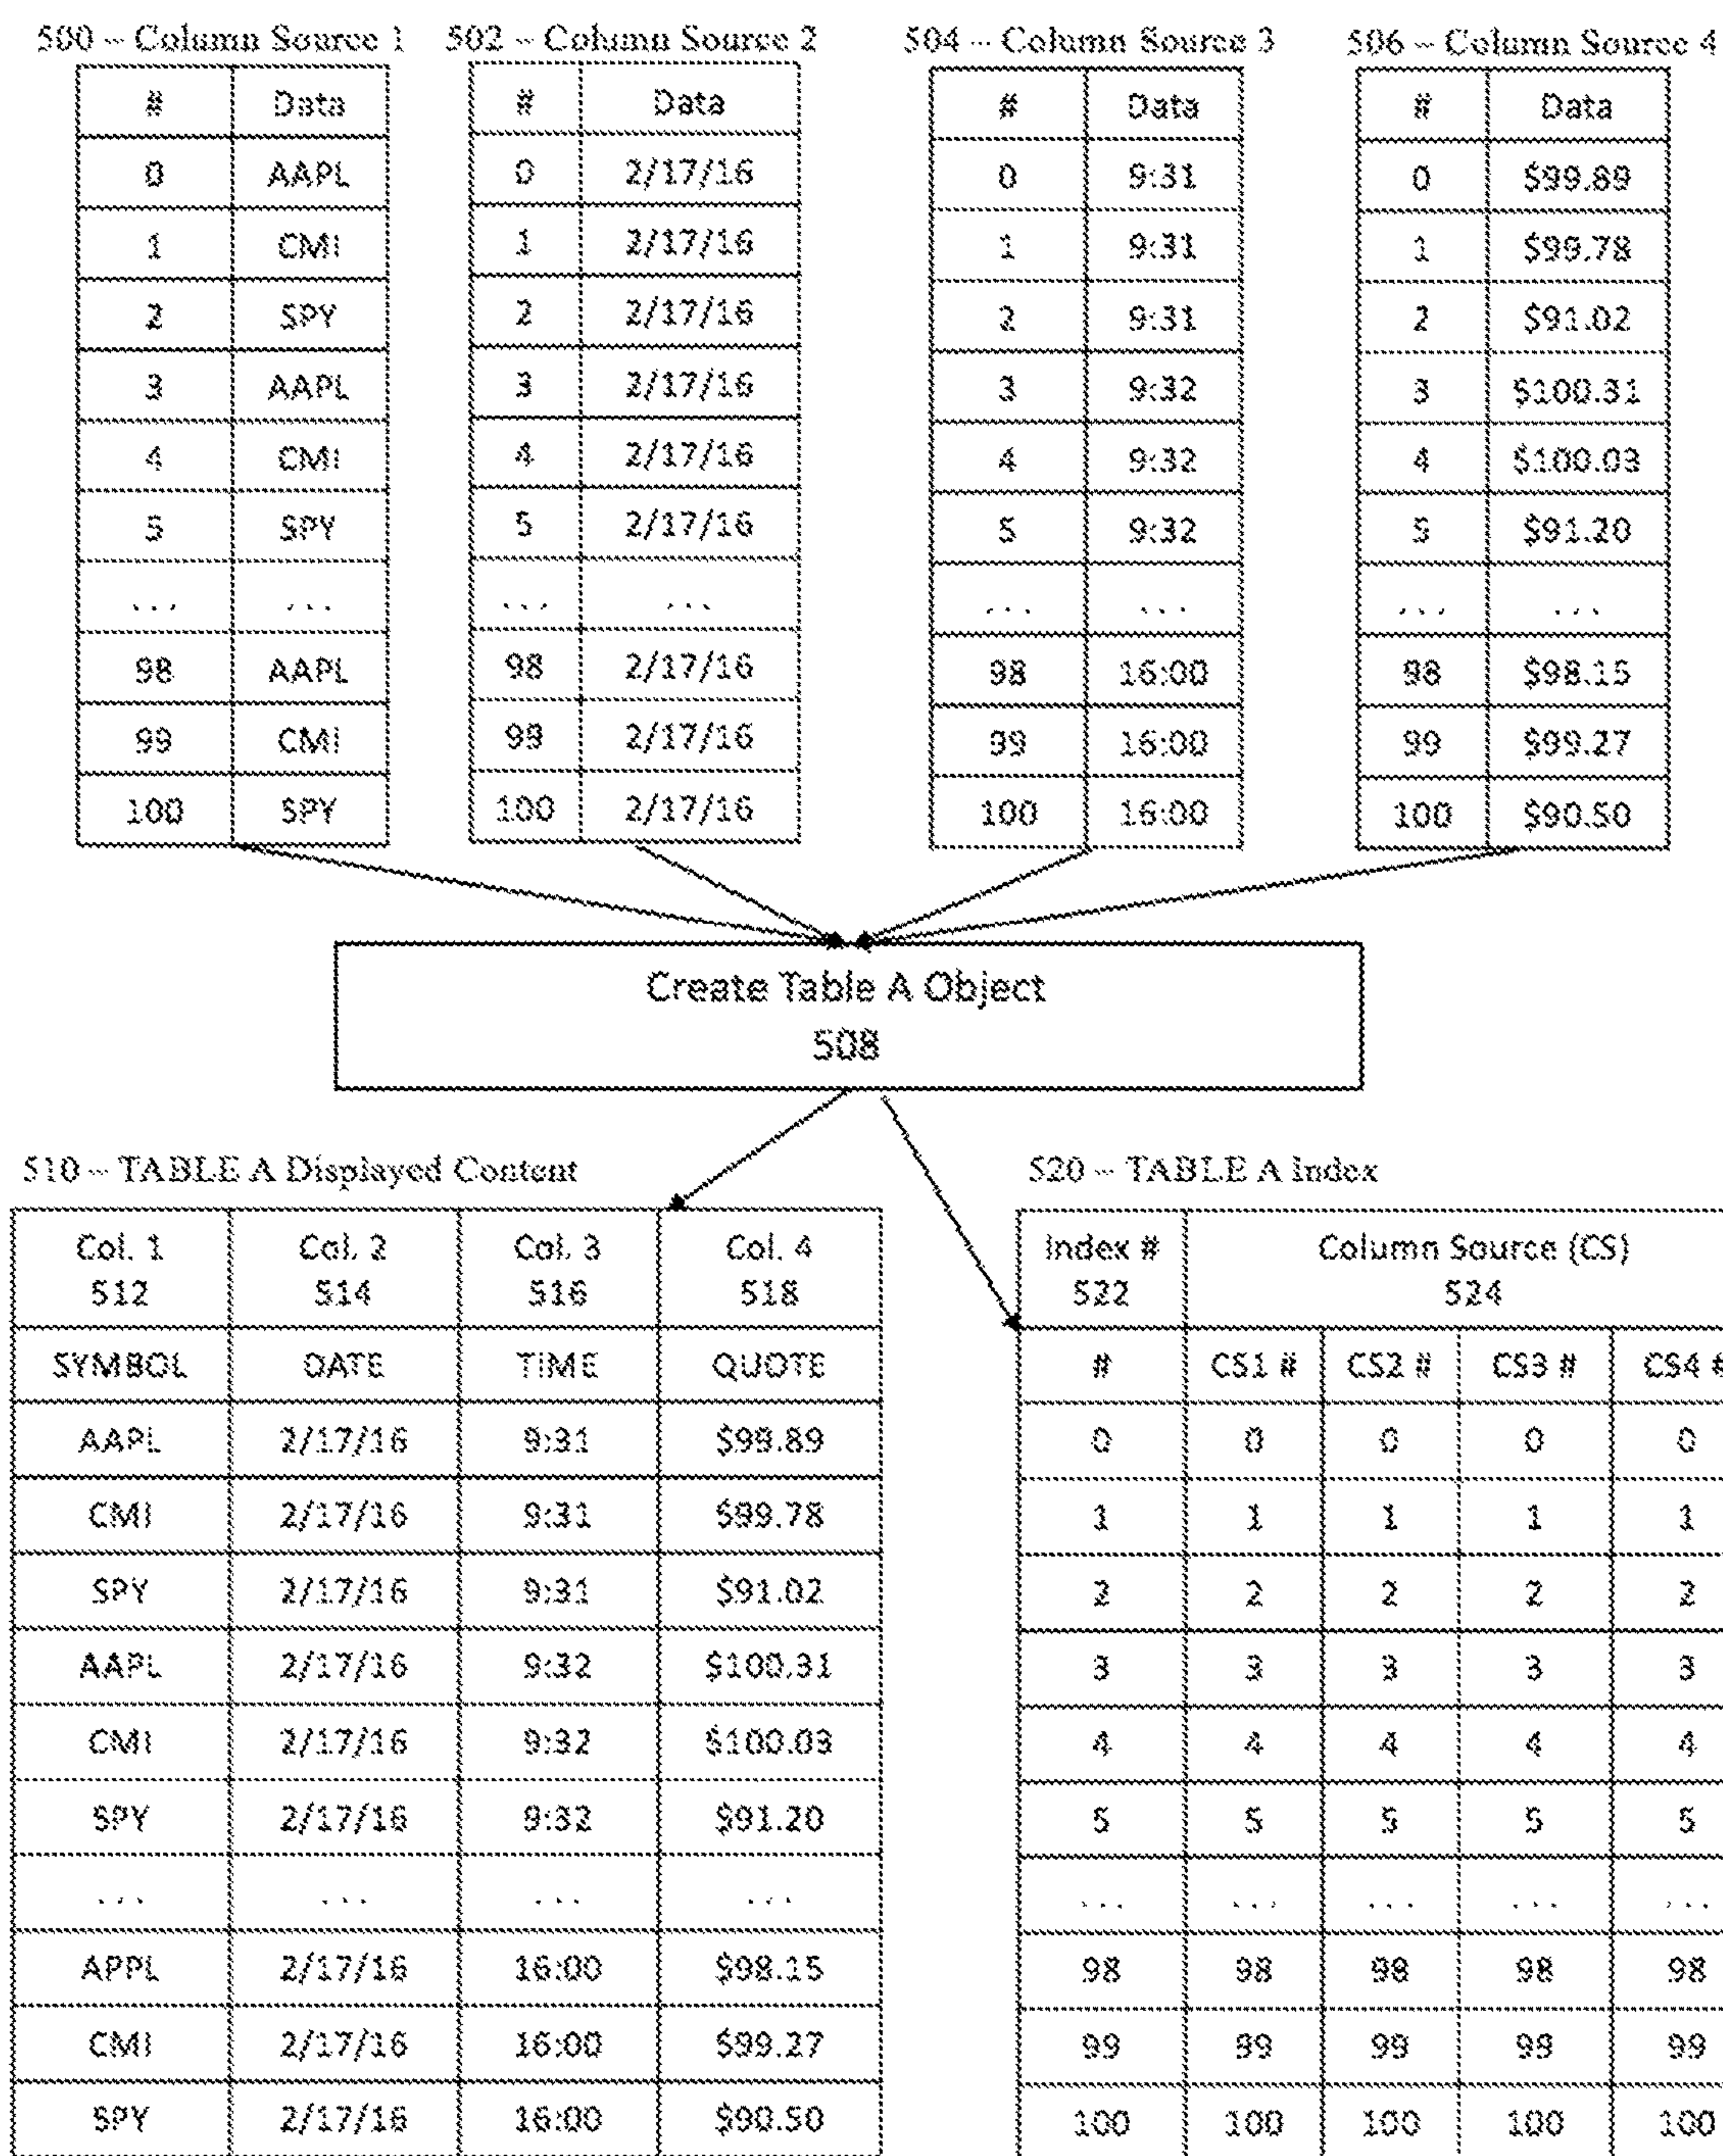 500 -- Column Source 1 502 -- Column Source 2 504 -- Column Source 3 506 -- Column Source 4
# Data # Data # Data # Data
0 AAPL 0 2/17/16 0 9:31 0 $99.89
1 CMI 1 2/17/16 1 9:31 1 $99.78
2 SPY 2 2/17/16 2 9:31 2 $91.02
3 AAPL 3 2/17/16 3 9:32 3 $100.31
4 CMI 4 2/17/16 4 9:32 4 $100.03
5 SPY 5 2/17/16 5 9:32 5 $91.20
... ... ... ... ... ... ... ...
98 AAPL 98 2/17/16 98 16:00 98 $98.15
99 CMI 99 2/17/16 99 16:00 99 $99.27
100 SPY 100 2/17/16 100 16:00 100 $90.50
Create Table A Object
508
510 -- TABLE A Displayed Content 520 -- TABLE A Index
Col. 1 Col. 2 Col. 3 Col. 4 Index # Column Source (CS)
512 514 516 518 522 524
SYMBOL DATE TIME QUOTE # CS1 # CS2 # CS3 # CS4 #
AAPL 2/17/16 9:31 $99.89 0 0 0 0 0
CMI 2/17/16 9:31 $99.78 1 1 1 1 1
SPY 2/17/16 9:31 $91.02 2 2 2 2 2
AAPL 2/17/16 9:32 $100.31 3 3 3 3 3
CMI 2/17/16 9:32 $100.03 4 4 4 4 4
SPY 2/17/16 9:32 $91.20 5 5 5 5 5
... ... ... ... ... ... ... ... ...
APPL 2/17/16 16:00 $98.15 98 98 98 98 98
CMI 2/17/16 16:00 $99.27 99 99 99 99 99
SPY 2/17/16 16:00 $90.50 100 100 100 100 100